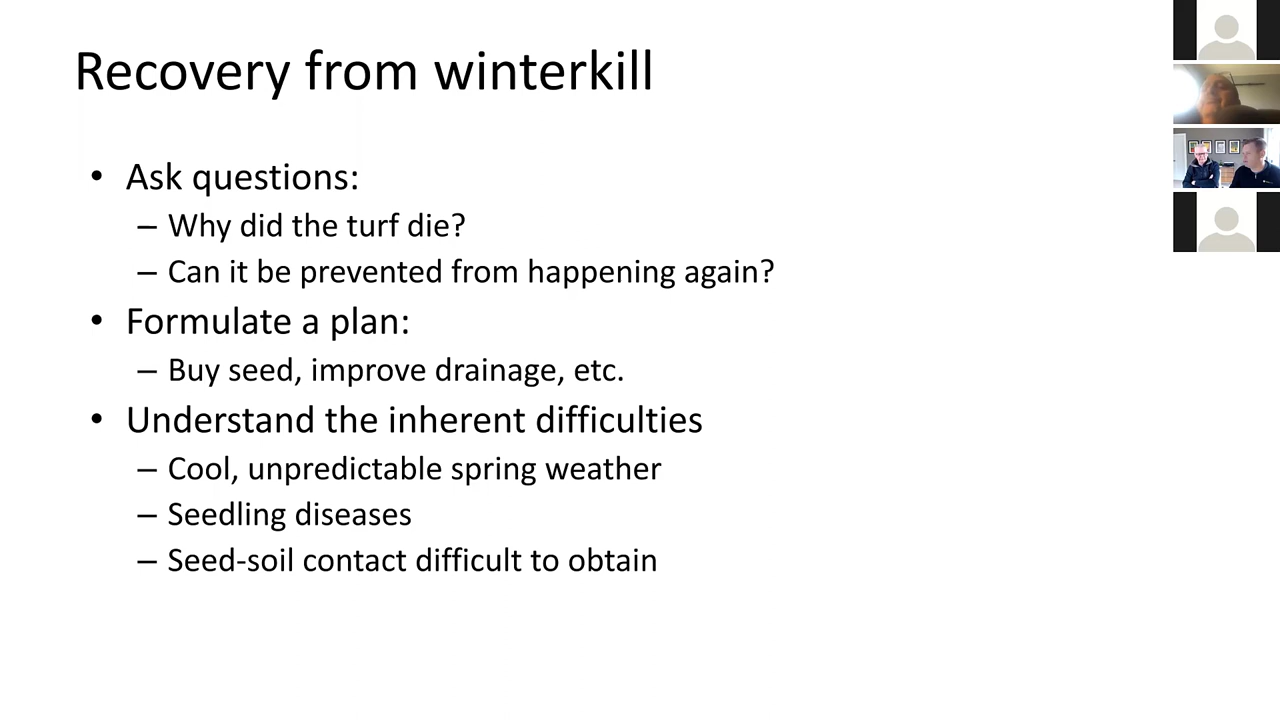 Recovery from winterkill
• Ask questions:
– Why did the turf die?
– Can it be prevented from happening again?
• Formulate a plan:
– Buy seed, improve drainage, etc.
• Understand the inherent difficulties
– Cool, unpredictable spring weather
– Seedling diseases
– Seed-soil contact difficult to obtain